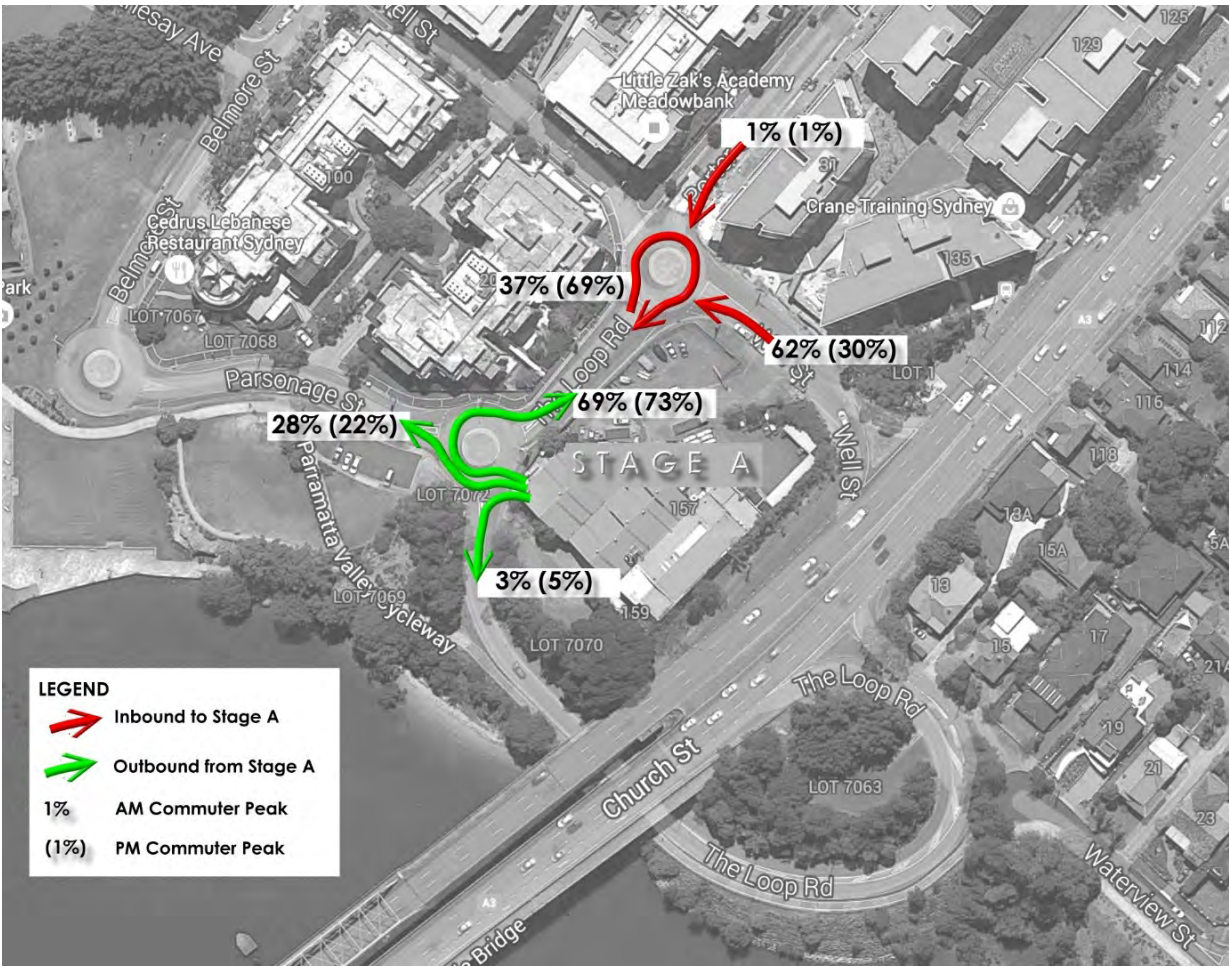 Belmore St
125
129
Little Zak's Academy
Meadowbank
1% (1%)
31
100
Crane Training Sydney
Cedrus Lebanese
Restaurant Sydney
Belmore St
135
Park
37% (69%)
A3
LOT 7067
LOT 7068
62% (30%)
LOT 1
114
Parsonage St
Loop Rd
116
69% (73%)
28% (22%)
Well St
118
STAGE A
LOT 7072
157
13A
15A
5A
Parramatta Valley Cycleway
3% (5%)
13
LOT 7069
159
15
17
LOT 7070
21A
The Loop Rd
LEGEND
Inbound to Stage A
Outbound from Stage A
1% AM Commuter Peak
(1%) PM Commuter Peak
19
21
Church St
LOT 7063
23
The Loop Rd
Waterview St
A3
Bridge